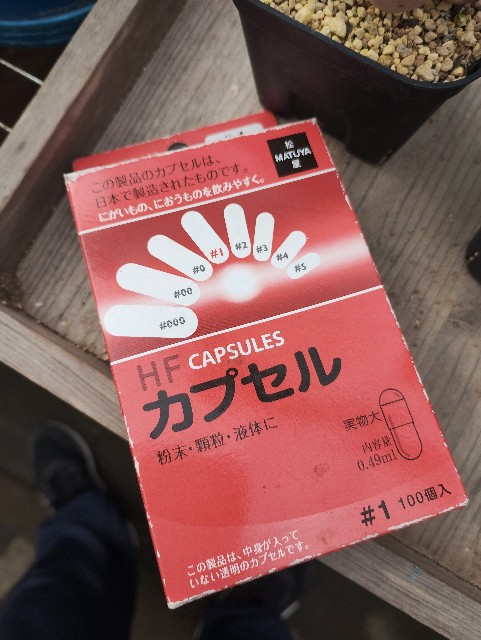 この製品のカプセルは、
日本で製造されたものです。
にがいもの、におうものを飲みやすく。
松
MATUYA
屋
#000
#00
#0
#1
#2
#3
#4
#5
HF CAPSULES
カプセル
粉末・顆粒・液体に
実物大
内容量
0.49ml
#1 100個入
この製品は、中身が入って
いない透明のカプセルです。